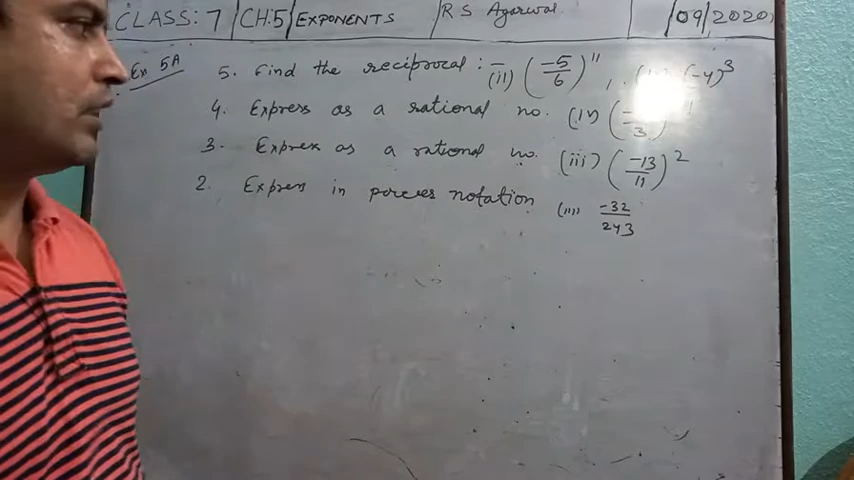 CLASS: 7 | CH:5 | EXPONENTS | R S Agarwal | 09/2020
Ex 5A
5. Find the reciprocal : (ii) (-5/6)^11 , (-4)^3
4. Express as a rational no. (iv)
3. Express as a rational no. (iii) (-13/11)^2
2. Express in powers notation (iii) -32/243